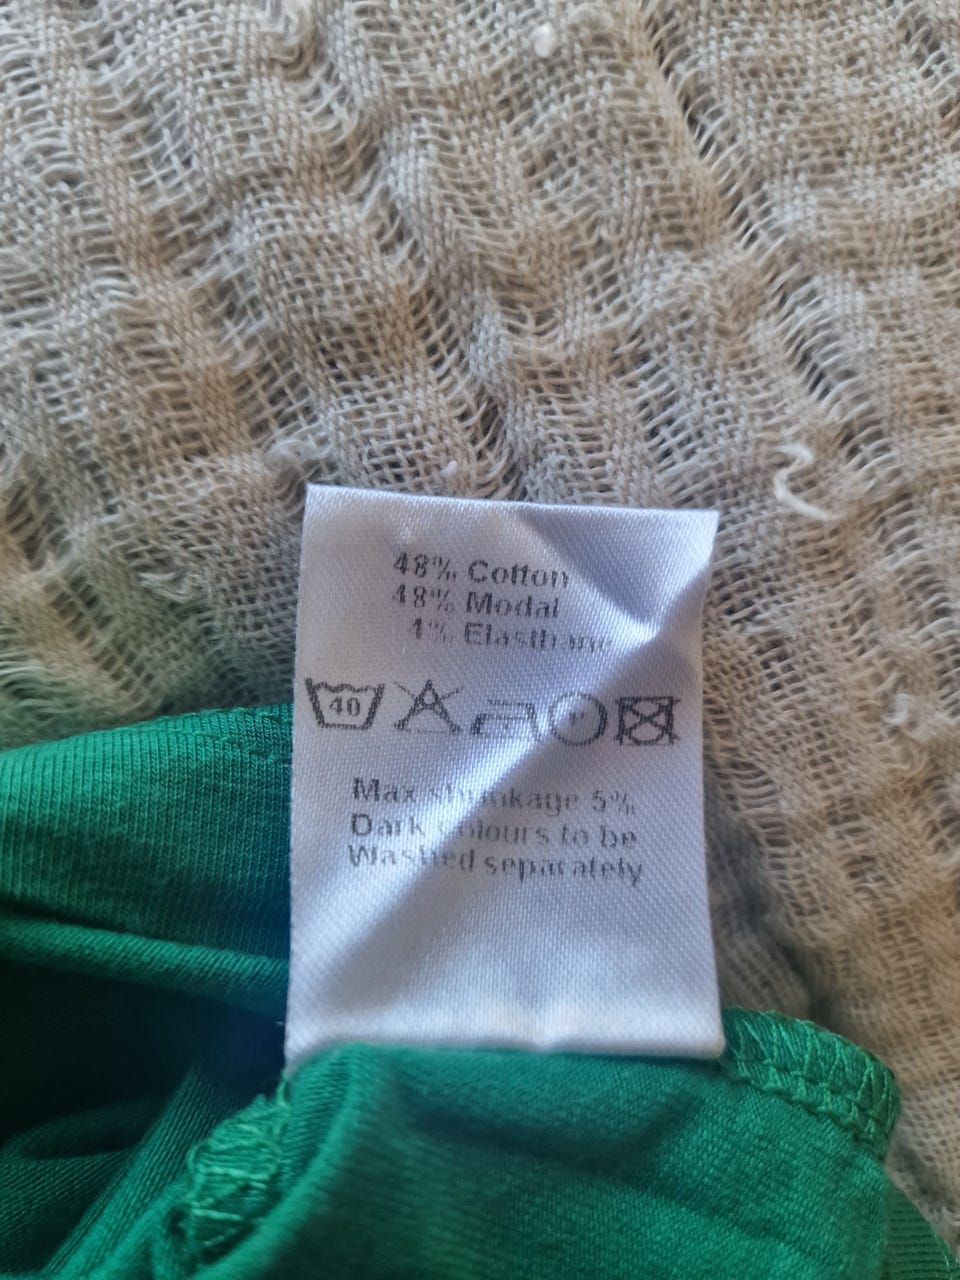 48% Cotton
48% Modal
4% Elasthane
40
Max shrinkage 5%
Dark colours to be
Washed separately